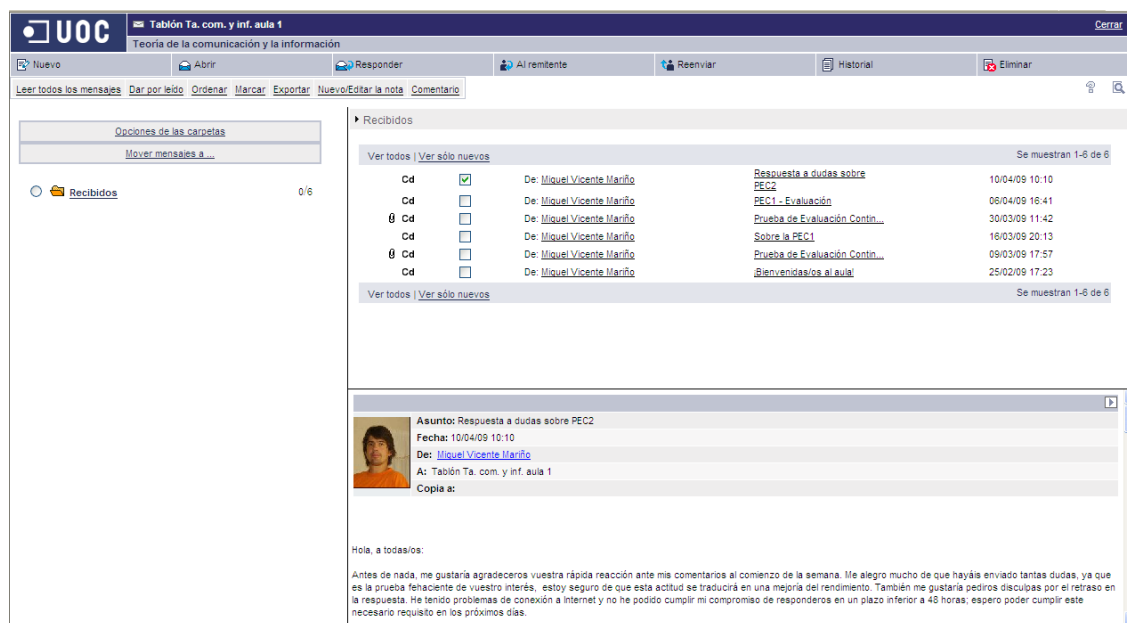 UOC
Tablón Ta. com. y inf. aula 1
Cerrar
Teoría de la comunicación y la información
Nuevo Abrir Responder Al remitente Reenviar Historial Eliminar
Leer todos los mensajes Dar por leído Ordenar Marcar Exportar Nuevo/Editar la nota Comentario
Opciones de las carpetas
Mover mensajes a ...
Recibidos 0/6
Recibidos
Ver todos | Ver sólo nuevos Se muestran 1-6 de 6
Cd De: Miguel Vicente Mariño Respuesta a dudas sobre PEC2 10/04/09 10:10
Cd De: Miguel Vicente Mariño PEC1 - Evaluación 06/04/09 16:41
Cd De: Miguel Vicente Mariño Prueba de Evaluación Contin... 30/03/09 11:42
Cd De: Miguel Vicente Mariño Sobre la PEC1 16/03/09 20:13
Cd De: Miguel Vicente Mariño Prueba de Evaluación Contin... 09/03/09 17:57
Cd De: Miguel Vicente Mariño ¡Bienvenidas/os al aula! 25/02/09 17:23
Ver todos | Ver sólo nuevos Se muestran 1-6 de 6
Asunto: Respuesta a dudas sobre PEC2
Fecha: 10/04/09 10:10
De: Miguel Vicente Mariño
A: Tablón Ta. com. y inf. aula 1
Copia a:
Hola, a todas/os:
Antes de nada, me gustaría agradeceros vuestra rápida reacción ante mis comentarios al comienzo de la semana. Me alegro mucho de que hayáis enviado tantas dudas, ya que
es la prueba fehaciente de vuestro interés, estoy seguro de que esta actitud se traducirá en una mejoría del rendimiento. También me gustaría pediros disculpas por el retraso en
la respuesta. He tenido problemas de conexión a Internet y no he podido cumplir mi compromiso de responderos en un plazo inferior a 48 horas; espero poder cumplir este
necesario requisito en los próximos días.